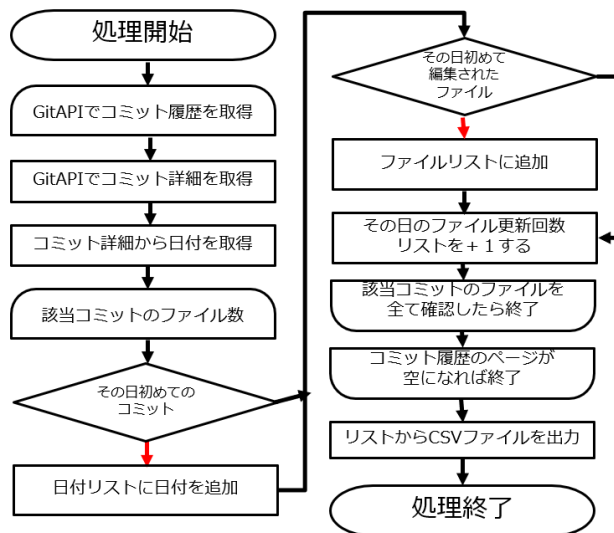 処理開始
GitAPIでコミット履歴を取得
GitAPIでコミット詳細を取得
コミット詳細から日付を取得
該当コミットのファイル数
その日初めての
コミット
日付リストに日付を追加
その日初めて
編集された
ファイル
ファイルリストに追加
その日のファイル更新回数
リストを＋１する
該当コミットのファイルを
全て確認したら終了
コミット履歴のページが
空になれば終了
リストからCSVファイルを出力
処理終了